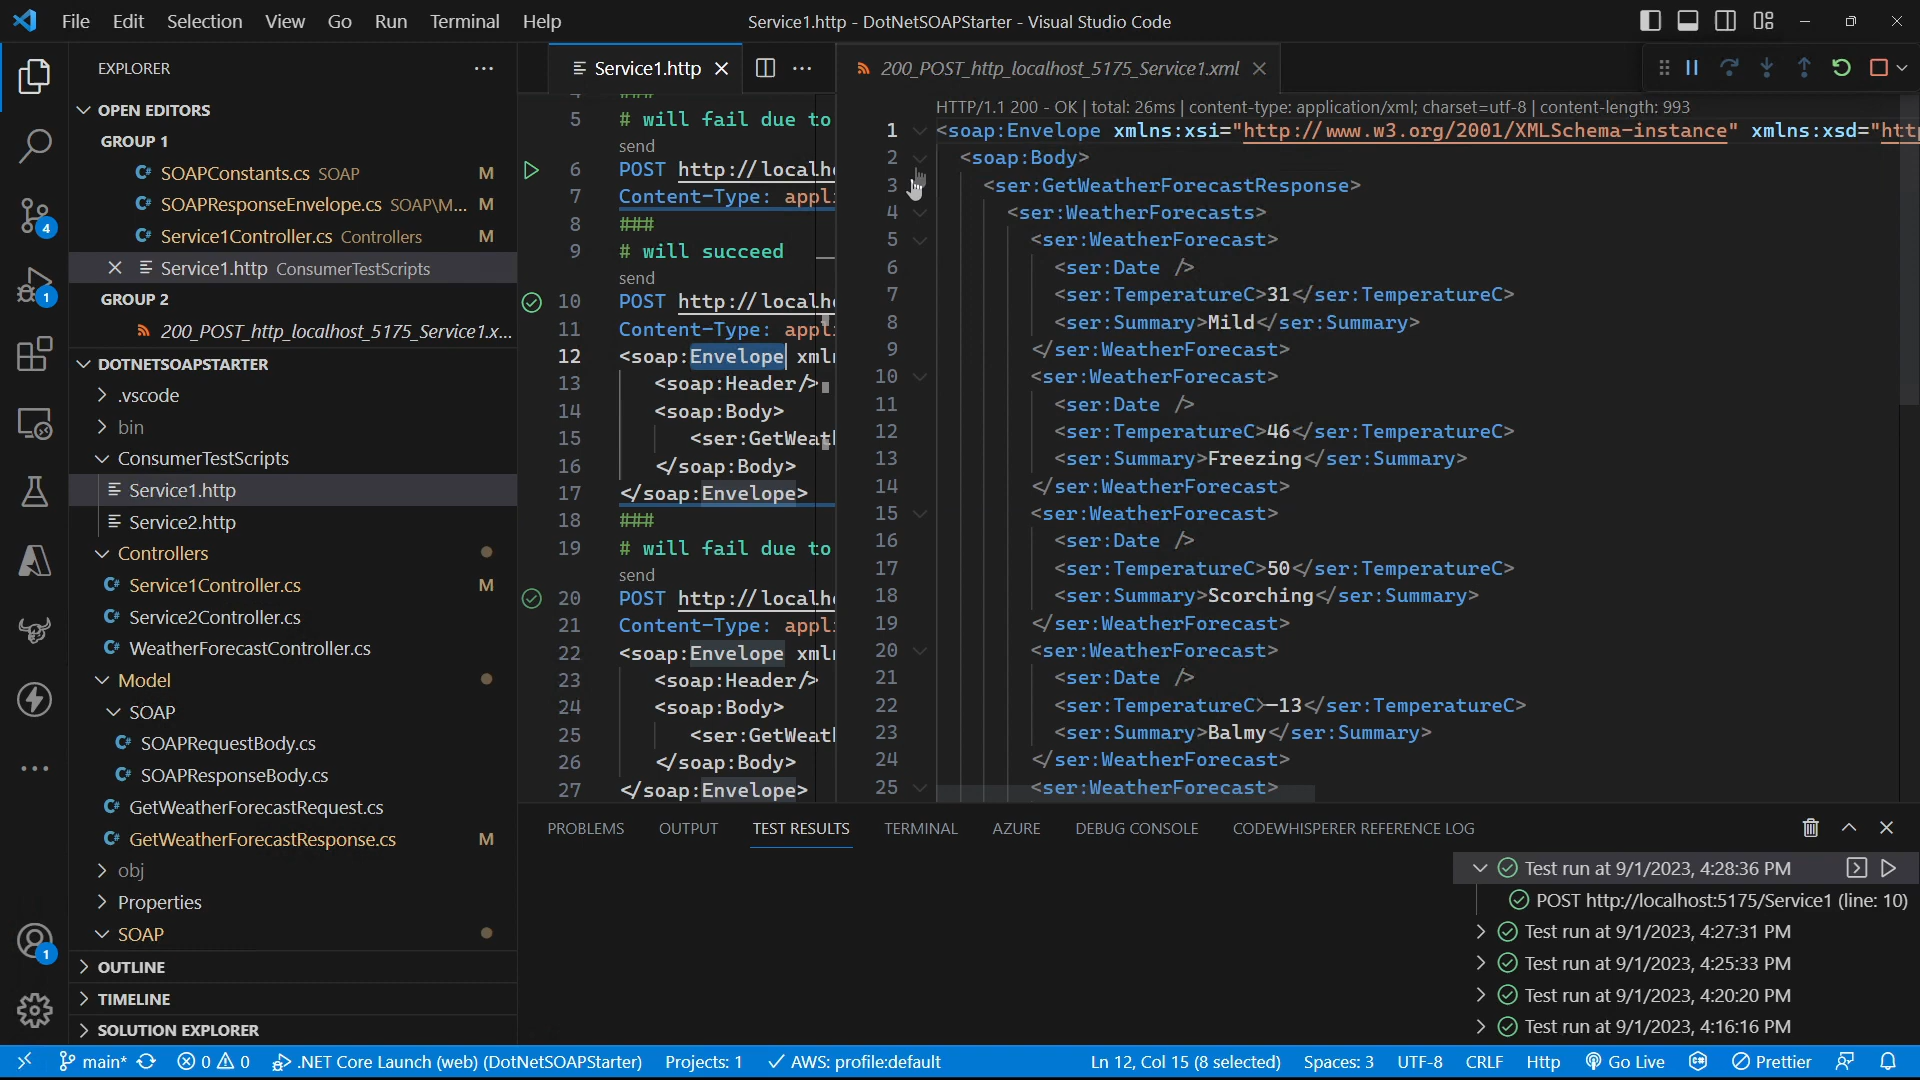 File Edit Selection View Go Run Terminal Help
Service1.http - DotNetSOAPStarter - Visual Studio Code
EXPLORER
OPEN EDITORS
GROUP 1
C# SOAPConstants.cs SOAP M
C# SOAPResponseEnvelope.cs SOAP\M... M
C# Service1Controller.cs Controllers M
Service1.http ConsumerTestScripts
GROUP 2
200_POST_http_localhost_5175_Service1.x...
DOTNETSOAPSTARTER
.vscode
bin
ConsumerTestScripts
Service1.http
Service2.http
Controllers
C# Service1Controller.cs M
C# Service2Controller.cs
C# WeatherForecastController.cs
Model
SOAP
C# SOAPRequestBody.cs
C# SOAPResponseBody.cs
C# GetWeatherForecastRequest.cs
C# GetWeatherForecastResponse.cs M
obj
Properties
SOAP
OUTLINE
TIMELINE
SOLUTION EXPLORER
4
1
1
Service1.http
5 # will fail due to
send
6 POST http://localh
7 Content-Type: appl
8 ###
9 # will succeed
send
10 POST http://localh
11 Content-Type: appl
12 <soap:Envelope xml
13 <soap:Header/>
14 <soap:Body>
15 <ser:GetWeat
16 </soap:Body>
17 </soap:Envelope>
18 ###
19 # will fail due to
send
20 POST http://localh
21 Content-Type: appl
22 <soap:Envelope xml
23 <soap:Header/>
24 <soap:Body>
25 <ser:GetWeat
26 </soap:Body>
27 </soap:Envelope>
200_POST_http_localhost_5175_Service1.xml
HTTP/1.1 200 - OK | total: 26ms | content-type: application/xml; charset=utf-8 | content-length: 993
1 <soap:Envelope xmlns:xsi="http://www.w3.org/2001/XMLSchema-instance" xmlns:xsd="htt
2 <soap:Body>
3 <ser:GetWeatherForecastResponse>
4 <ser:WeatherForecasts>
5 <ser:WeatherForecast>
6 <ser:Date />
7 <ser:TemperatureC>31</ser:TemperatureC>
8 <ser:Summary>Mild</ser:Summary>
9 </ser:WeatherForecast>
10 <ser:WeatherForecast>
11 <ser:Date />
12 <ser:TemperatureC>46</ser:TemperatureC>
13 <ser:Summary>Freezing</ser:Summary>
14 </ser:WeatherForecast>
15 <ser:WeatherForecast>
16 <ser:Date />
17 <ser:TemperatureC>50</ser:TemperatureC>
18 <ser:Summary>Scorching</ser:Summary>
19 </ser:WeatherForecast>
20 <ser:WeatherForecast>
21 <ser:Date />
22 <ser:TemperatureC>-13</ser:TemperatureC>
23 <ser:Summary>Balmy</ser:Summary>
24 </ser:WeatherForecast>
25 <ser:WeatherForecast>
PROBLEMS OUTPUT TEST RESULTS TERMINAL AZURE DEBUG CONSOLE CODEWHISPERER REFERENCE LOG
Test run at 9/1/2023, 4:28:36 PM
POST http://localhost:5175/Service1 (line: 10)
Test run at 9/1/2023, 4:27:31 PM
Test run at 9/1/2023, 4:25:33 PM
Test run at 9/1/2023, 4:20:20 PM
Test run at 9/1/2023, 4:16:16 PM
main* 0 0 .NET Core Launch (web) (DotNetSOAPStarter) Projects: 1 AWS: profile:default Ln 12, Col 15 (8 selected) Spaces: 3 UTF-8 CRLF Http Go Live Prettier